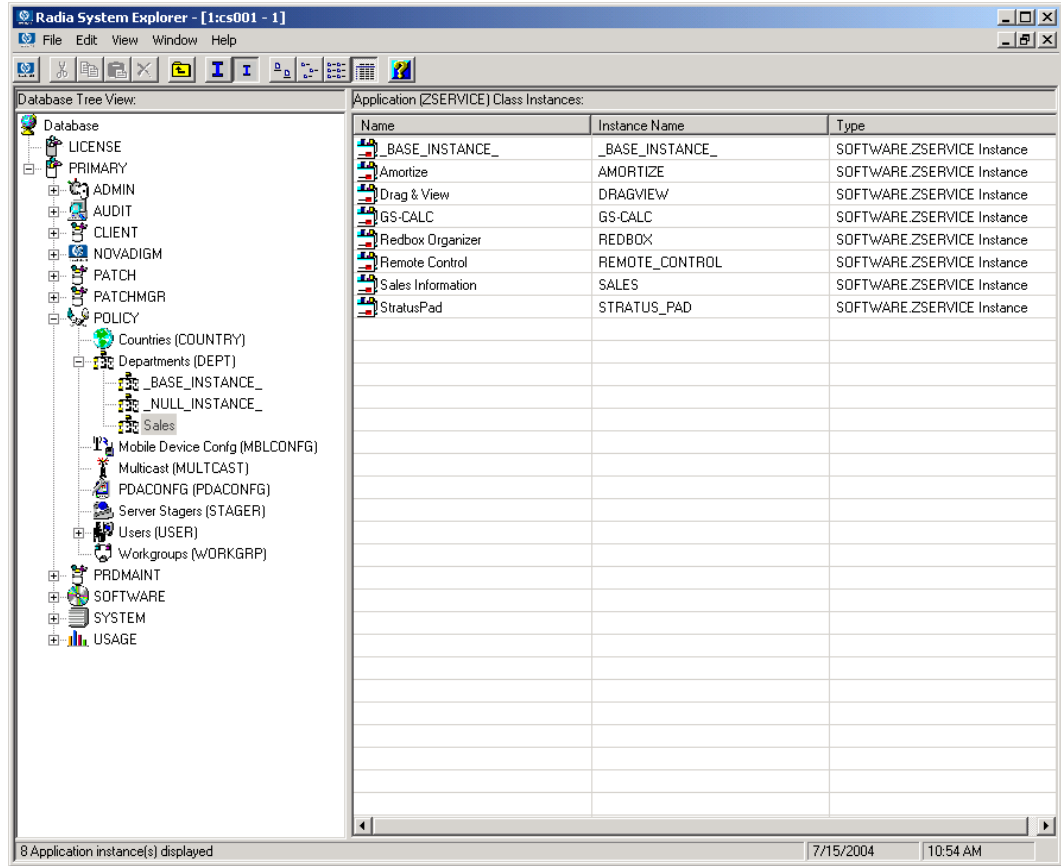 Radia System Explorer - [1:cs001 - 1]
File Edit View Window Help
Database Tree View:
Application (ZSERVICE) Class Instances:
Database
LICENSE
PRIMARY
ADMIN
AUDIT
CLIENT
NOVADIGM
PATCH
PATCHMGR
POLICY
Countries (COUNTRY)
Departments (DEPT)
_BASE_INSTANCE_
_NULL_INSTANCE_
Sales
Mobile Device Confg (MBLCONFG)
Multicast (MULTCAST)
PDACONFG (PDACONFG)
Server Stagers (STAGER)
Users (USER)
Workgroups (WORKGRP)
PRDMAINT
SOFTWARE
SYSTEM
USAGE
Name Instance Name Type
_BASE_INSTANCE_ _BASE_INSTANCE_ SOFTWARE.ZSERVICE Instance
Amortize AMORTIZE SOFTWARE.ZSERVICE Instance
Drag & View DRAGVIEW SOFTWARE.ZSERVICE Instance
GS-CALC GS-CALC SOFTWARE.ZSERVICE Instance
Redbox Organizer REDBOX SOFTWARE.ZSERVICE Instance
Remote Control REMOTE_CONTROL SOFTWARE.ZSERVICE Instance
Sales Information SALES SOFTWARE.ZSERVICE Instance
StratusPad STRATUS_PAD SOFTWARE.ZSERVICE Instance
8 Application instance(s) displayed 7/15/2004 10:54 AM